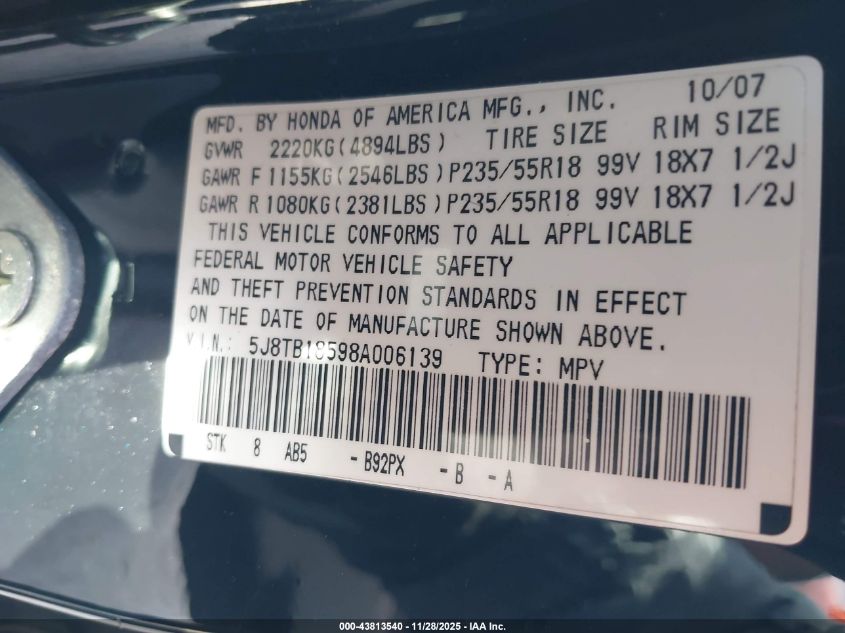 MFD. BY HONDA OF AMERICA MFG., INC. 10/07
GVWR 2220KG(4894LBS) TIRE SIZE RIM SIZE
GAWR F 1155KG(2546LBS)P235/55R18 99V 18X7 1/2J
GAWR R 1080KG(2381LBS)P235/55R18 99V 18X7 1/2J
THIS VEHICLE CONFORMS TO ALL APPLICABLE
FEDERAL MOTOR VEHICLE SAFETY
AND THEFT PREVENTION STANDARDS IN EFFECT
ON THE DATE OF MANUFACTURE SHOWN ABOVE.
V.I.N.: 5J8TB18598A006139 TYPE: MPV
STK 8 AB5 - B92PX - B - A
000-43813540 - 11/28/2025 - IAA Inc.